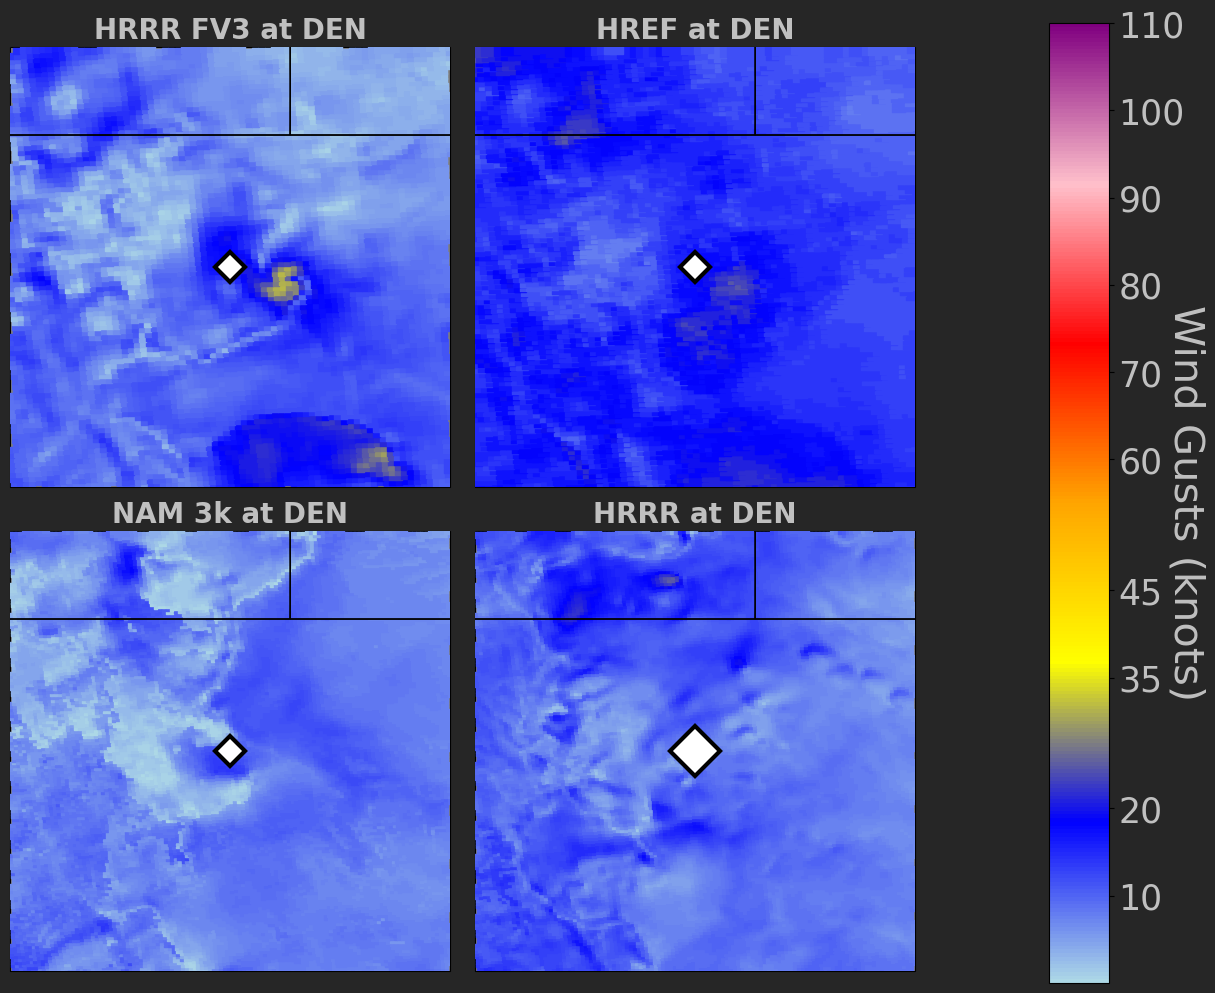 HRRR FV3 at DEN
HREF at DEN
NAM 3k at DEN
HRRR at DEN
110
100
90
80
70
60
45
35
20
10
Wind Gusts (knots)